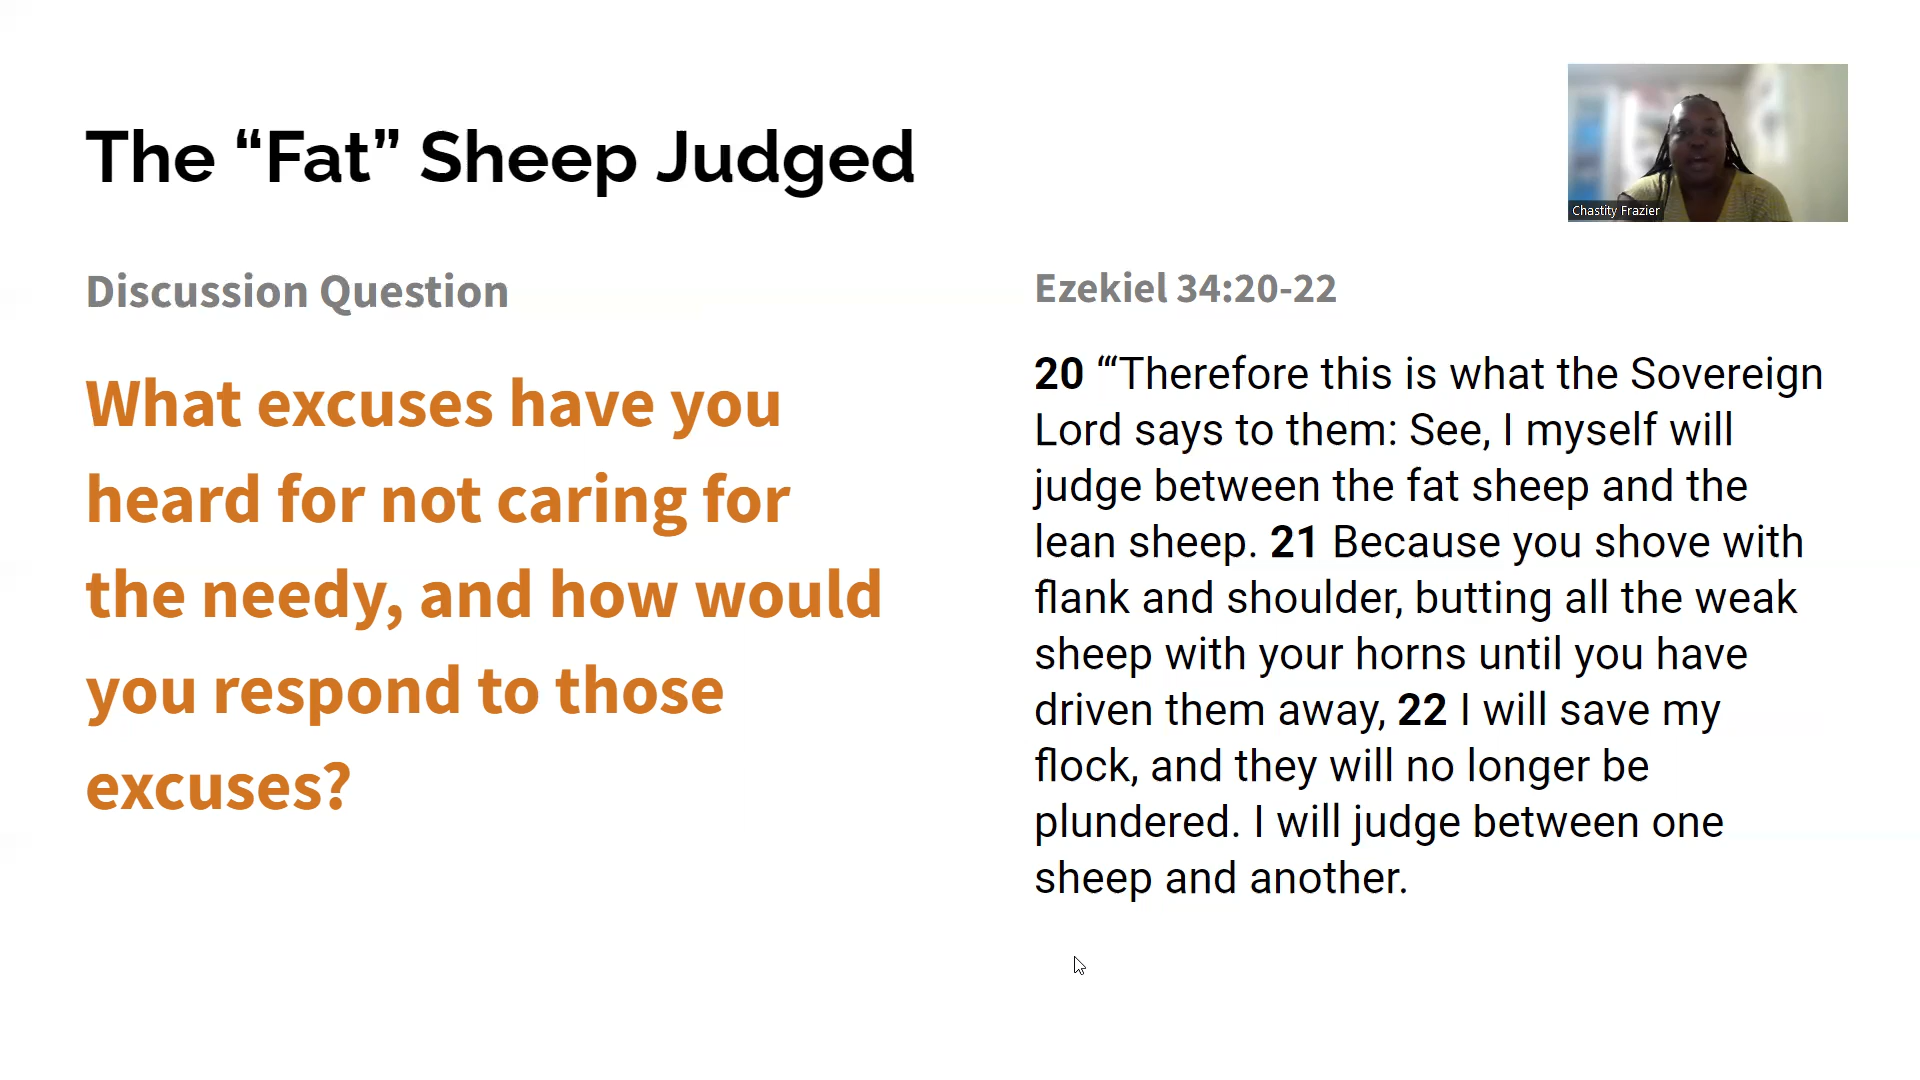 The “Fat” Sheep Judged
Chastity Frazier
Discussion Question
What excuses have you
heard for not caring for
the needy, and how would
you respond to those
excuses?
Ezekiel 34:20-22
20 “‘Therefore this is what the Sovereign
Lord says to them: See, I myself will
judge between the fat sheep and the
lean sheep. 21 Because you shove with
flank and shoulder, butting all the weak
sheep with your horns until you have
driven them away, 22 I will save my
flock, and they will no longer be
plundered. I will judge between one
sheep and another.